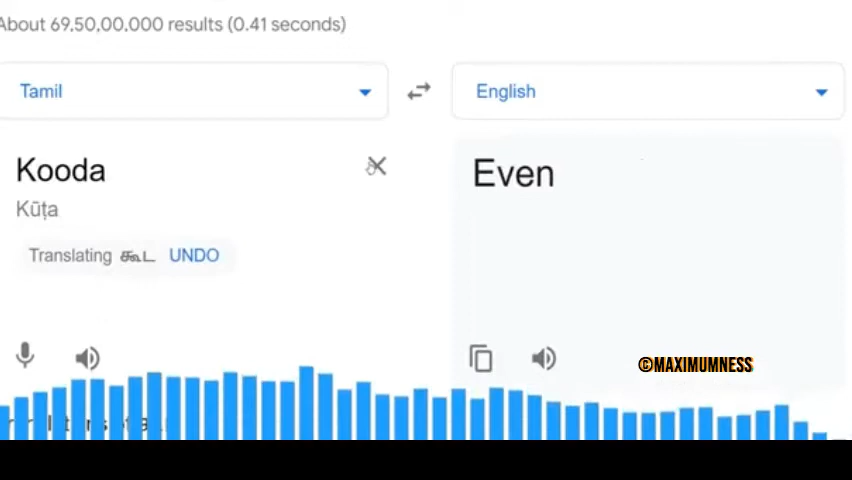 About 69,50,00,000 results (0.41 seconds)
Tamil
English
Kooda
Even
Kūṭa
Translating கூட UNDO
©MAXIMUMNESS